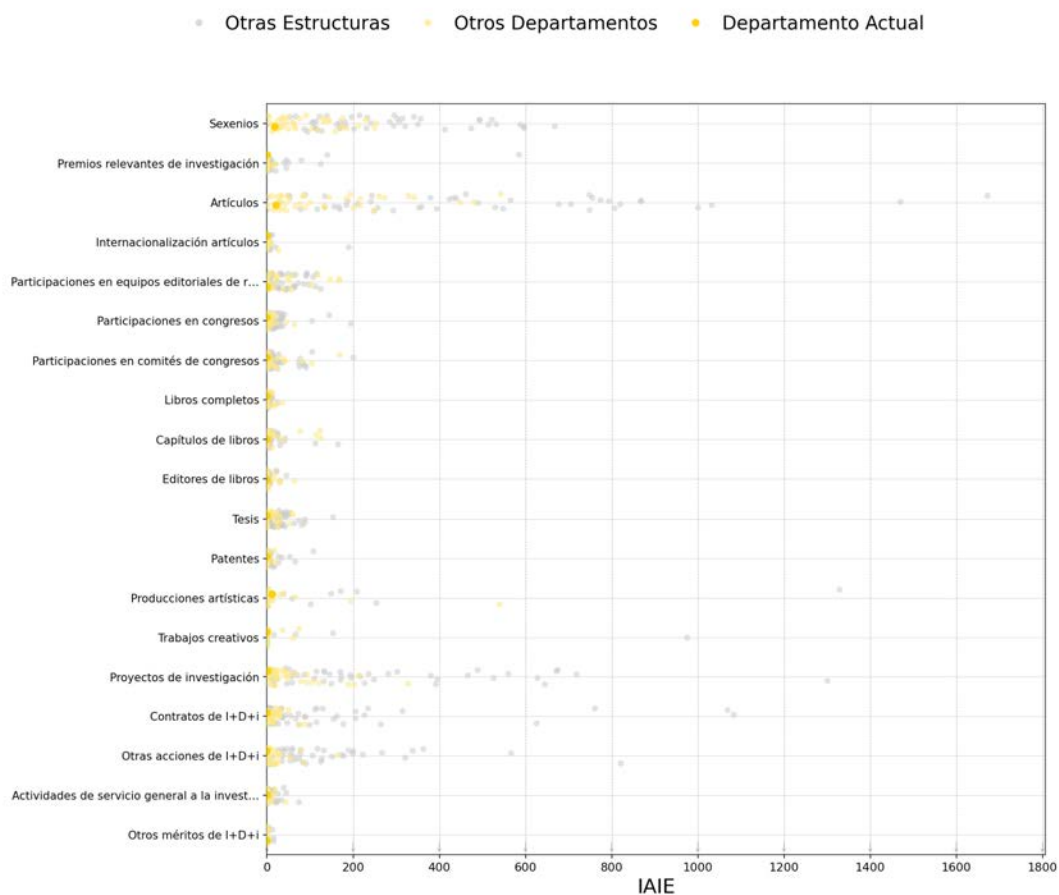 Otras Estructuras Otros Departamentos Departamento Actual
Sexenios
Premios relevantes de investigación
Artículos
Internacionalización artículos
Participaciones en equipos editoriales de r...
Participaciones en congresos
Participaciones en comités de congresos
Libros completos
Capítulos de libros
Editores de libros
Tesis
Patentes
Producciones artísticas
Trabajos creativos
Proyectos de investigación
Contratos de I+D+i
Otras acciones de I+D+i
Actividades de servicio general a la invest...
Otros méritos de I+D+i
0 200 400 600 800 1000 1200 1400 1600 1800
IAIE